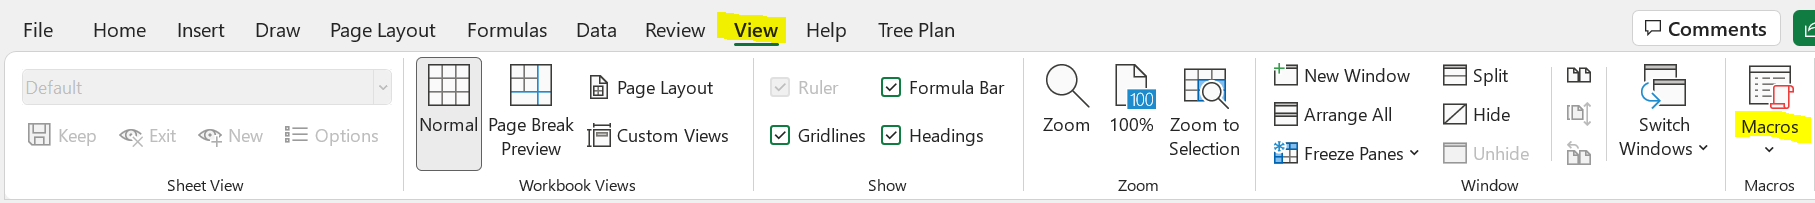 File Home Insert Draw Page Layout Formulas Data Review View Help Tree Plan Comments
Default
Keep Exit New Options
Sheet View
Normal
Page Break
Preview
Page Layout
Custom Views
Workbook Views
Ruler Formula Bar
Gridlines Headings
Show
Zoom
100
100%
Zoom to
Selection
Zoom
New Window
Arrange All
Freeze Panes
Split
Hide
Unhide
Switch
Windows
Window
Macros
Macros